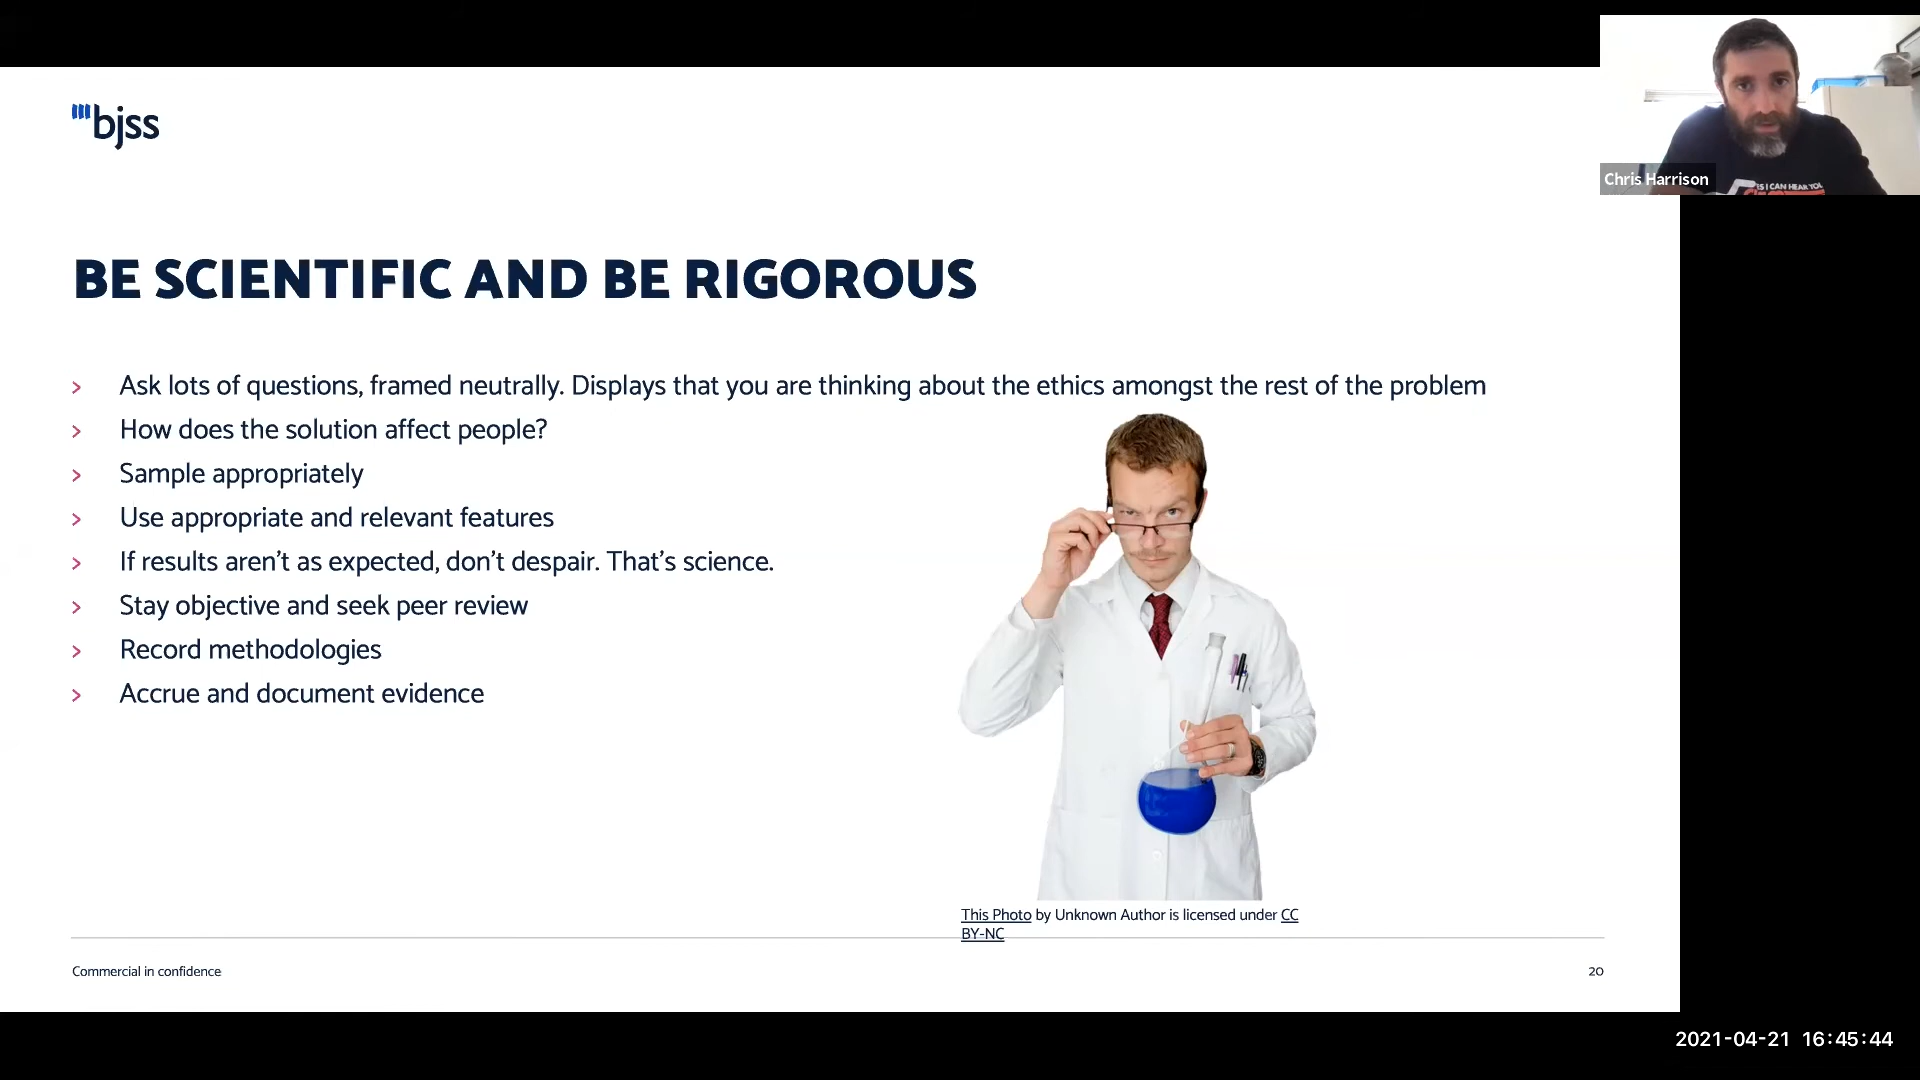 bjss
Chris Harrison
IS I CAN HEAR YOU
BE SCIENTIFIC AND BE RIGOROUS
> Ask lots of questions, framed neutrally. Displays that you are thinking about the ethics amongst the rest of the problem
> How does the solution affect people?
> Sample appropriately
> Use appropriate and relevant features
> If results aren’t as expected, don’t despair. That’s science.
> Stay objective and seek peer review
> Record methodologies
> Accrue and document evidence
This Photo by Unknown Author is licensed under CC
BY-NC
Commercial in confidence
20
2021-04-21 16:45:44